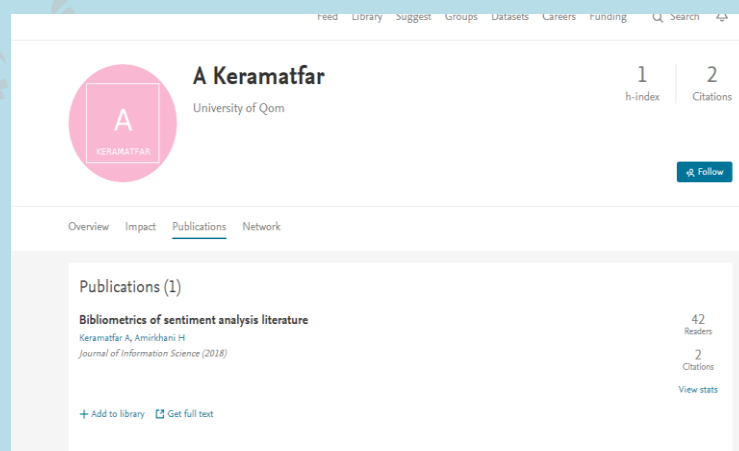 Feed Library Suggest Groups Datasets Careers Funding Search
A Keramatfar
University of Qom
1
h-index
2
Citations
A
KERAMATFAR
Follow
Overview Impact Publications Network
Publications (1)
Bibliometrics of sentiment analysis literature
Keramatfar A, Amirkhani H
Journal of Information Science (2018)
42
Readers
2
Citations
View stats
+ Add to library Get full text